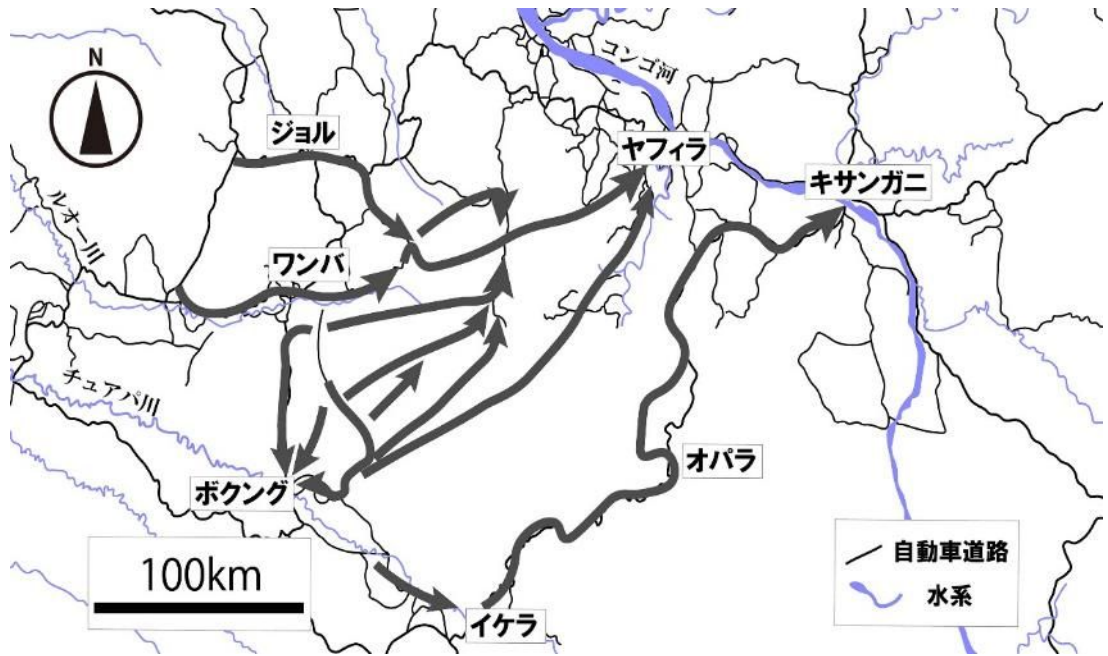 N
コンゴ河
ジョル
ヤフィラ
キサンガニ
ルオー川
ワンバ
チュアパ川
オパラ
ボクング
自動車道路
100km
水系
イケラ